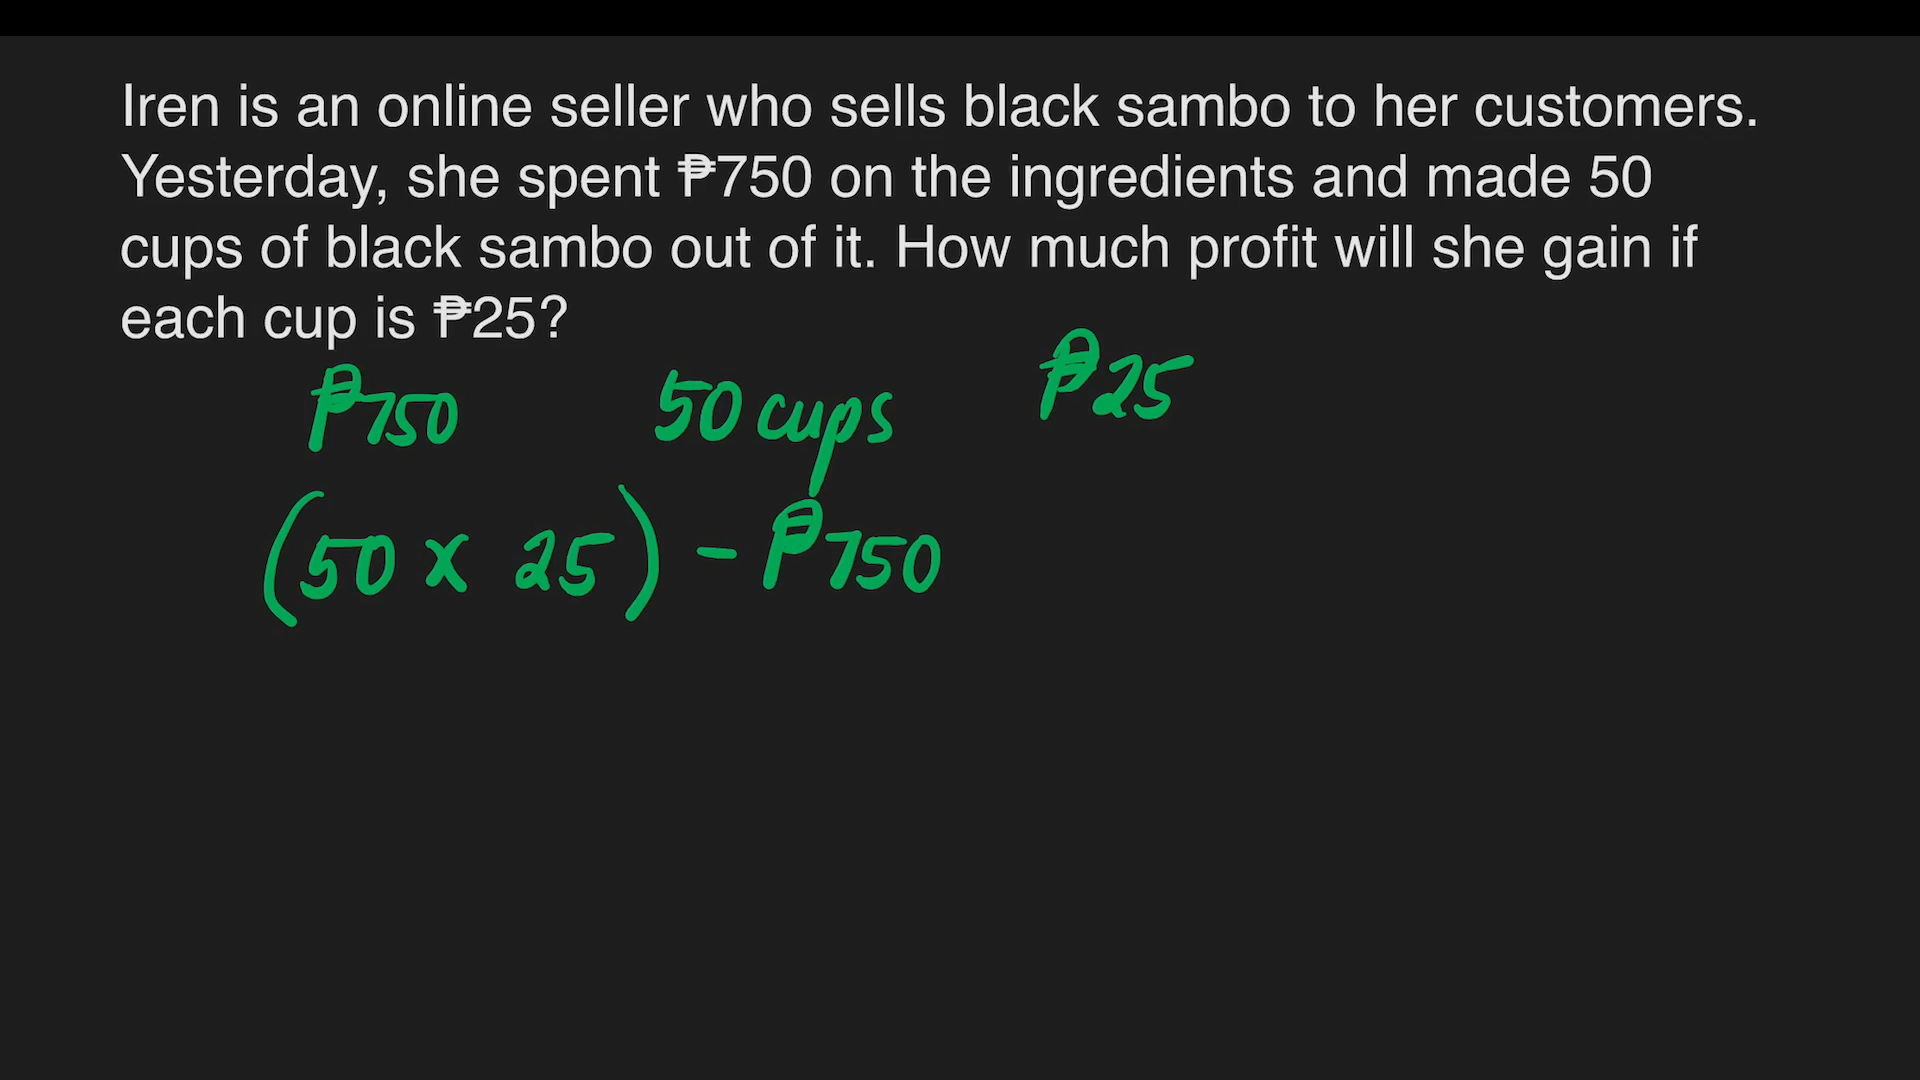 Iren is an online seller who sells black sambo to her customers.
Yesterday, she spent ₱750 on the ingredients and made 50
cups of black sambo out of it. How much profit will she gain if
each cup is ₱25?
₱750 50 cups ₱25
(50 x 25) - ₱750